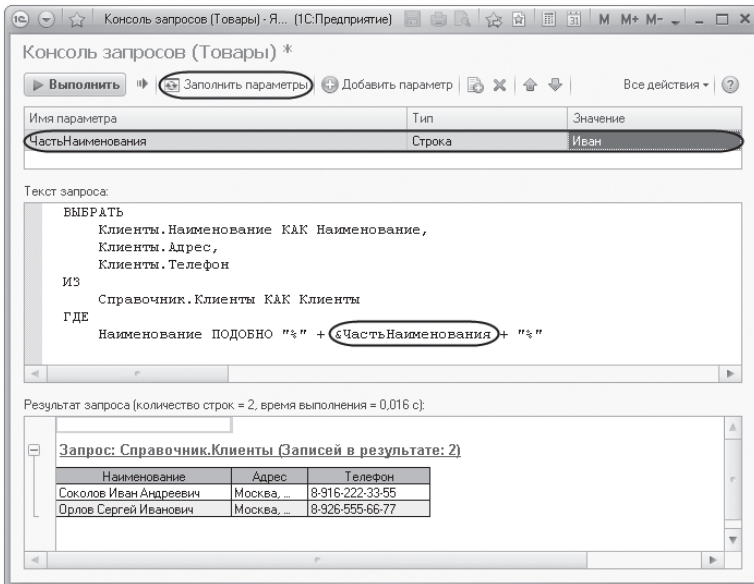 1С Консоль запросов (Товары) - Я... (1С:Предприятие) 31 M M+ M-
Консоль запросов (Товары) *
Выполнить Заполнить параметры Добавить параметр Все действия ?
Имя параметра Тип Значение
ЧастьНаименования Строка Иван
Текст запроса:
ВЫБРАТЬ
Клиенты.Наименование КАК Наименование,
Клиенты.Адрес,
Клиенты.Телефон
ИЗ
Справочник.Клиенты КАК Клиенты
ГДЕ
Наименование ПОДОБНО "%" + &ЧастьНаименования + "%"
Результат запроса (количество строк = 2, время выполнения = 0,016 с):
Запрос: Справочник.Клиенты (Записей в результате: 2)
Наименование Адрес Телефон
Соколов Иван Андреевич Москва, ... 8-916-222-33-55
Орлов Сергей Иванович Москва, ... 8-926-555-66-77